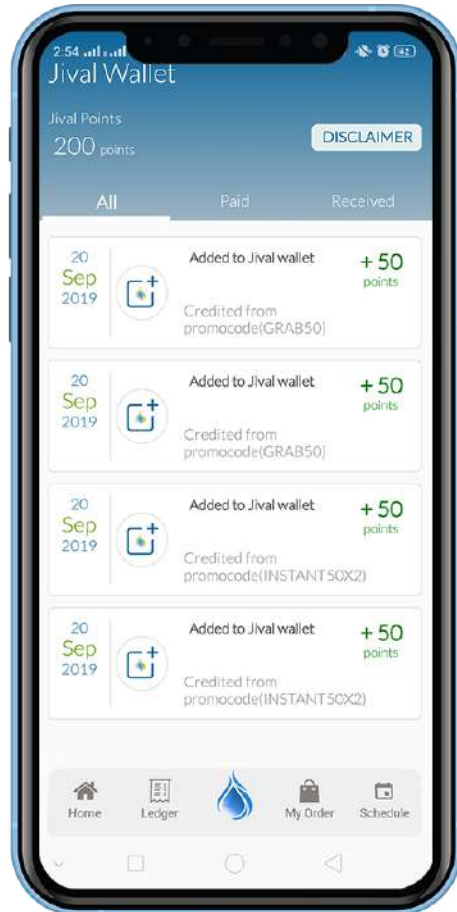 2:54
42
Jival Wallet
Jival Points
200 points
DISCLAIMER
All Paid Received
20 Sep 2019
Added to Jival wallet
+ 50 points
Credited from
promocode(GRAB50)
20 Sep 2019
Added to Jival wallet
+ 50 points
Credited from
promocode(GRAB50)
20 Sep 2019
Added to Jival wallet
+ 50 points
Credited from
promocode(INSTANT50X2)
20 Sep 2019
Added to Jival wallet
+ 50 points
Credited from
promocode(INSTANT50X2)
Home Ledger My Order Schedule